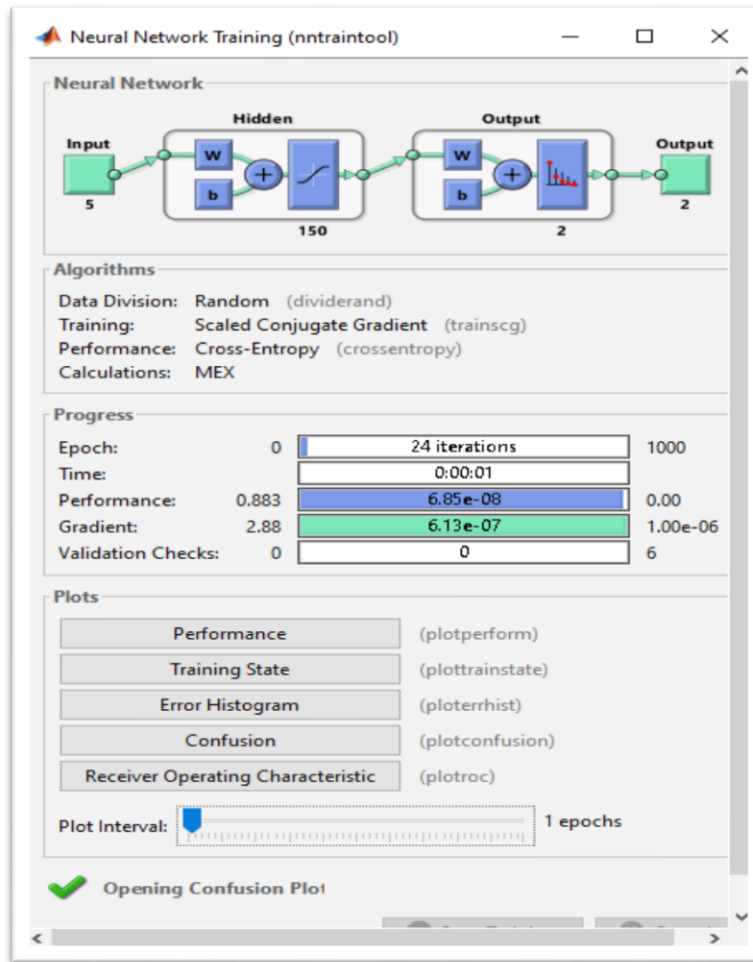 Neural Network Training (nntraintool)
Neural Network
Hidden
Output
Input
Output
W
W
b
b
5
150
2
2
Algorithms
Data Division: Random (dividerand)
Training: Scaled Conjugate Gradient (trainscg)
Performance: Cross-Entropy (crossentropy)
Calculations: MEX
Progress
Epoch: 0 24 iterations 1000
Time: 0:00:01
Performance: 0.883 6.85e-08 0.00
Gradient: 2.88 6.13e-07 1.00e-06
Validation Checks: 0 0 6
Plots
Performance (plotperform)
Training State (plottrainstate)
Error Histogram (ploterrhist)
Confusion (plotconfusion)
Receiver Operating Characteristic (plotroc)
Plot Interval: 1 epochs
Opening Confusion Plot